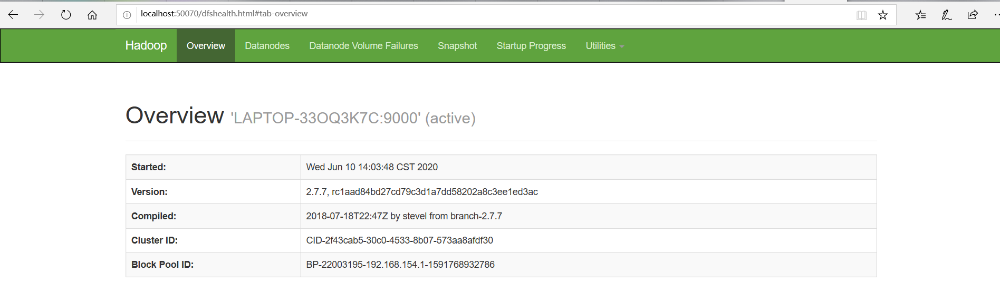 localhost:50070/dfshealth.html#tab-overview
Hadoop Overview Datanodes Datanode Volume Failures Snapshot Startup Progress Utilities
Overview 'LAPTOP-33OQ3K7C:9000' (active)
Started: Wed Jun 10 14:03:48 CST 2020
Version: 2.7.7, rc1aad84bd27cd79c3d1a7dd58202a8c3ee1ed3ac
Compiled: 2018-07-18T22:47Z by stevel from branch-2.7.7
Cluster ID: CID-2f43cab5-30c0-4533-8b07-573aa8afdf30
Block Pool ID: BP-22003195-192.168.154.1-1591768932786